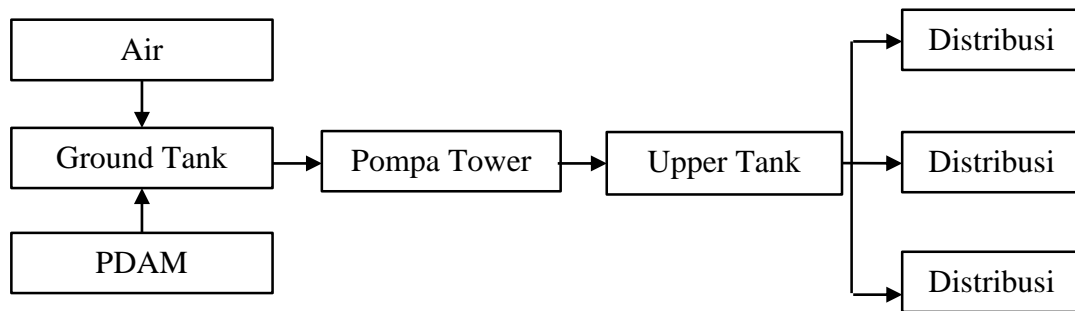 Air
Ground Tank
PDAM
Pompa Tower
Upper Tank
Distribusi
Distribusi
Distribusi